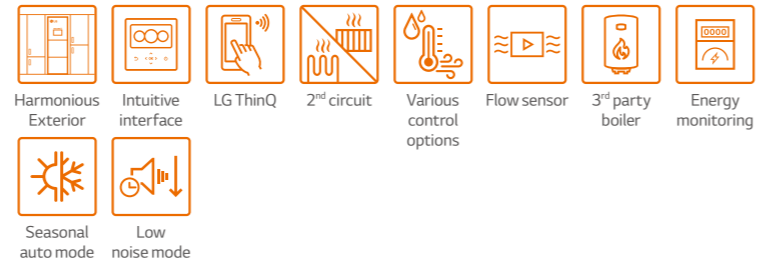 Harmonious
Exterior
Intuitive
interface
LG ThinQ
2nd circuit
Various
control
options
Flow sensor
3rd party
boiler
Energy
monitoring
0000
Seasonal
auto mode
Low
noise mode